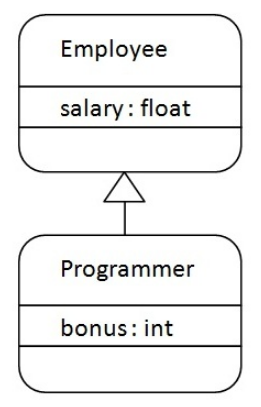 Employee
salary: float
Programmer
bonus: int